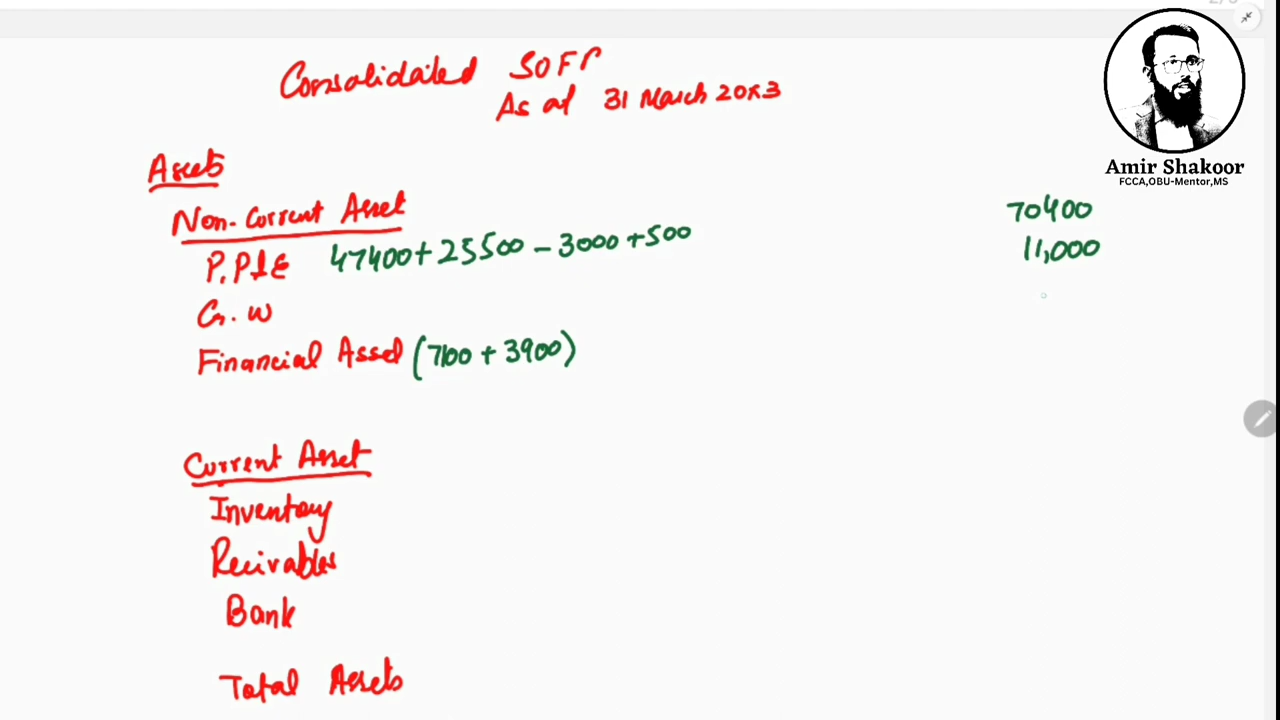 Consolidated SOFP
As at 31 March 20x3
Amir Shakoor
FCCA,OBU-Mentor,MS
Assets
Non-Current Asset
P.P&E 47400+25500-3000+500 70400
G.W 11,000
Financial Asset (7100+3900)
Current Asset
Inventory
Recivables
Bank
Total Assets